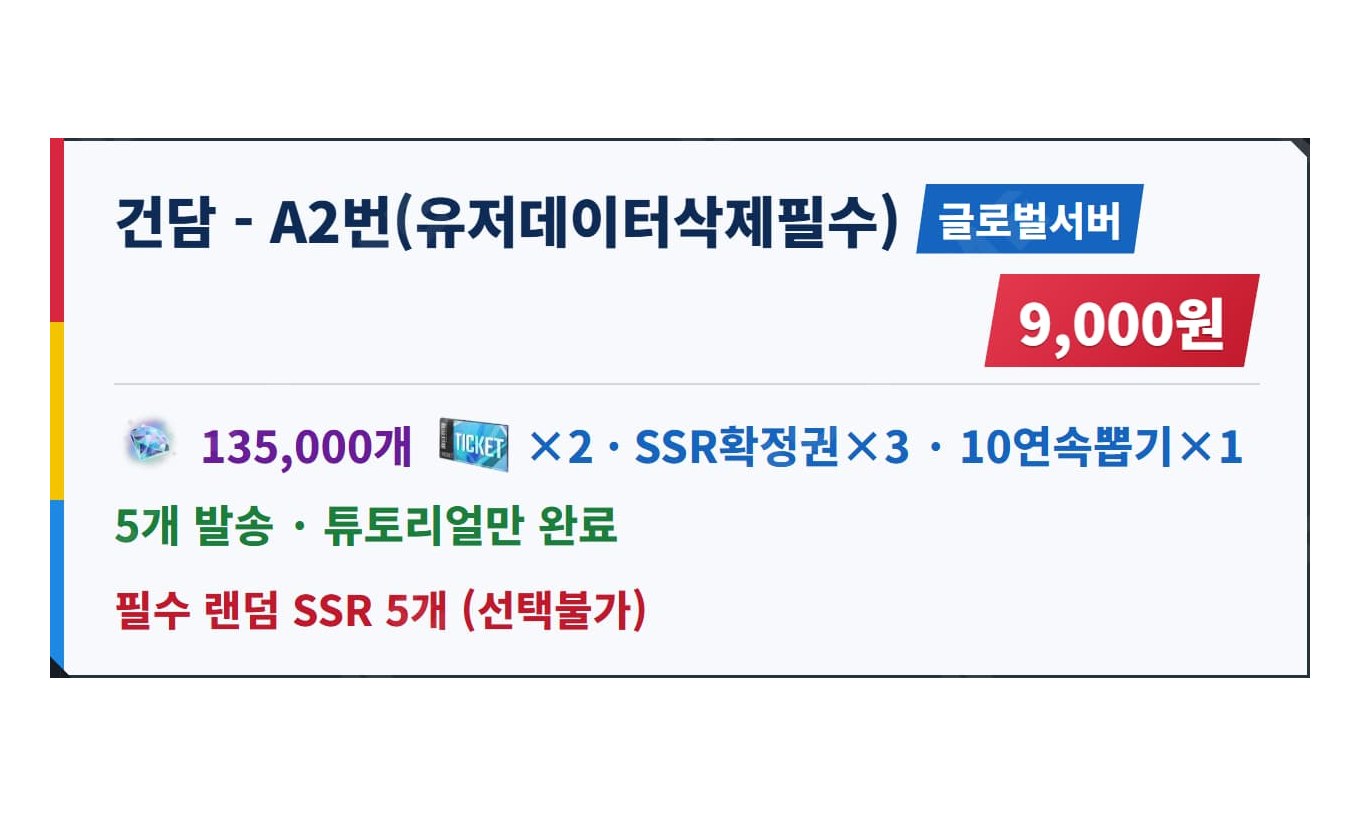 건담 - A2번(유저데이터삭제필수) 글로벌서버
9,000원
135,000개 TICKET ×2 · SSR확정권×3 · 10연속뽑기×1
5개 발송 · 튜토리얼만 완료
필수 랜덤 SSR 5개 (선택불가)